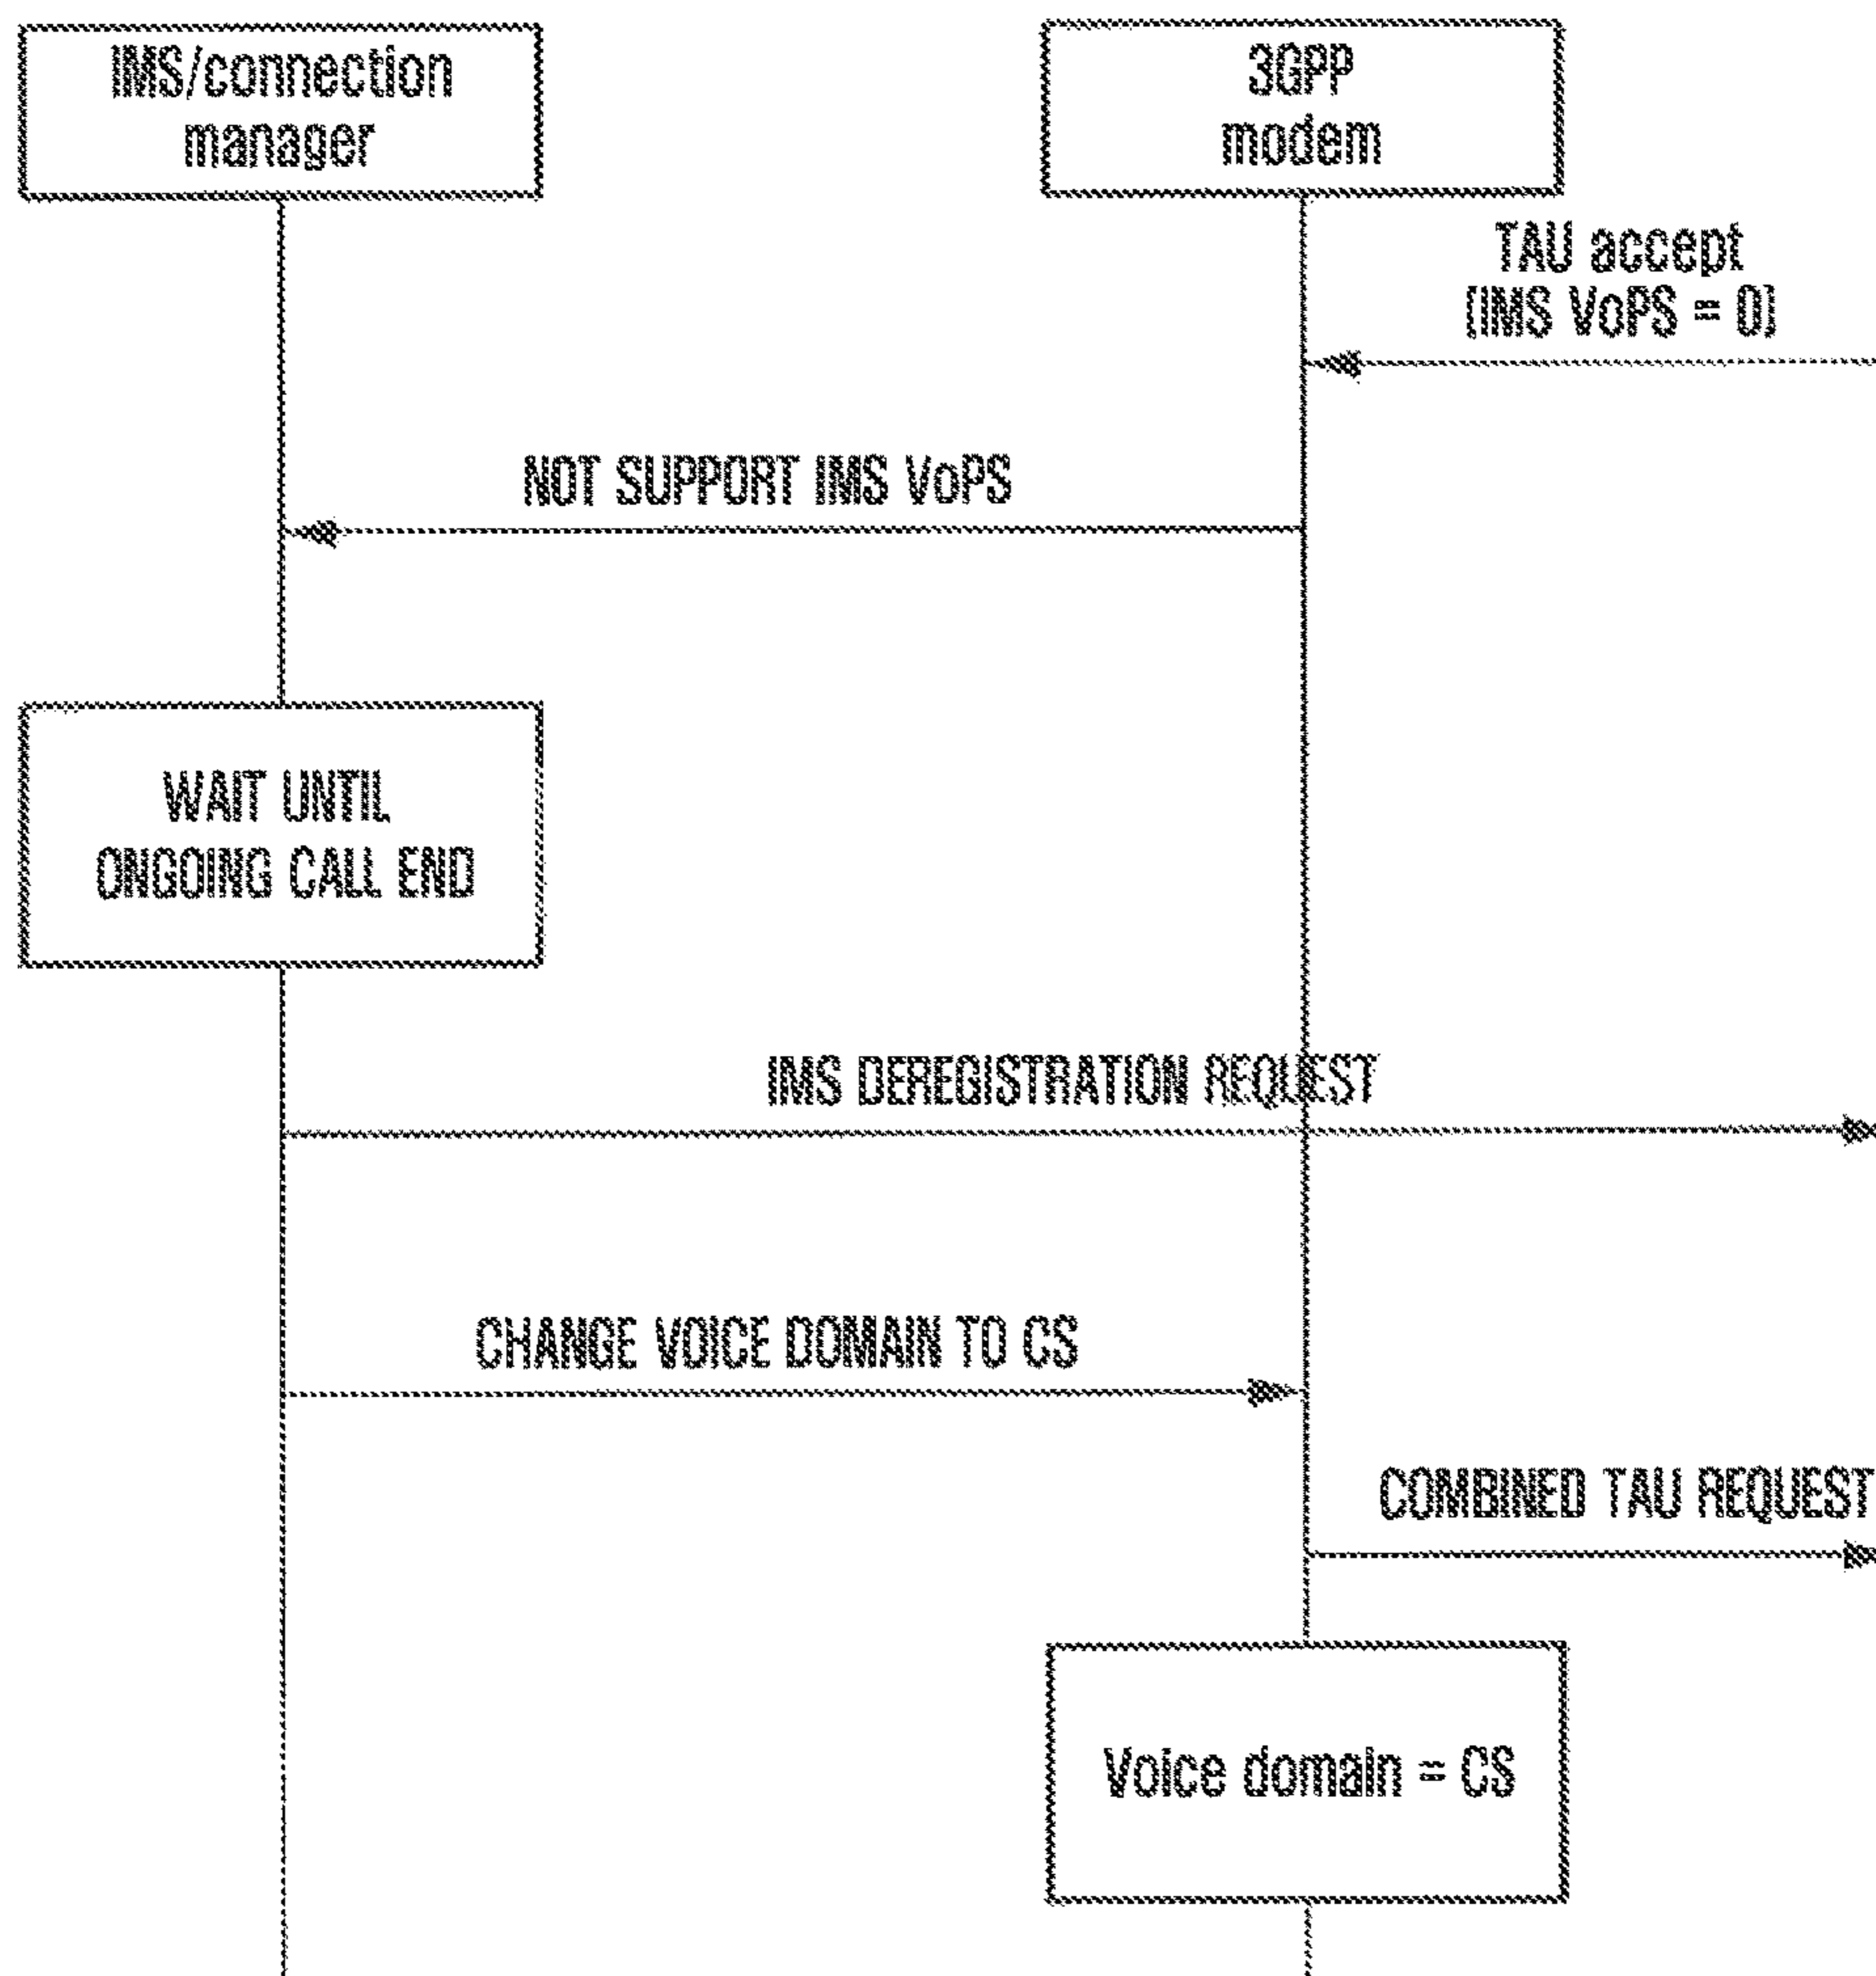 IMS/connection
manager
3GPP
modem
TAU accept
(IMS VoPS = 0)
NOT SUPPORT IMS VoPS
WAIT UNTIL
ONGOING CALL END
IMS DEREGISTRATION REQUEST
CHANGE VOICE DOMAIN TO CS
COMBINED TAU REQUEST
Voice domain = CS